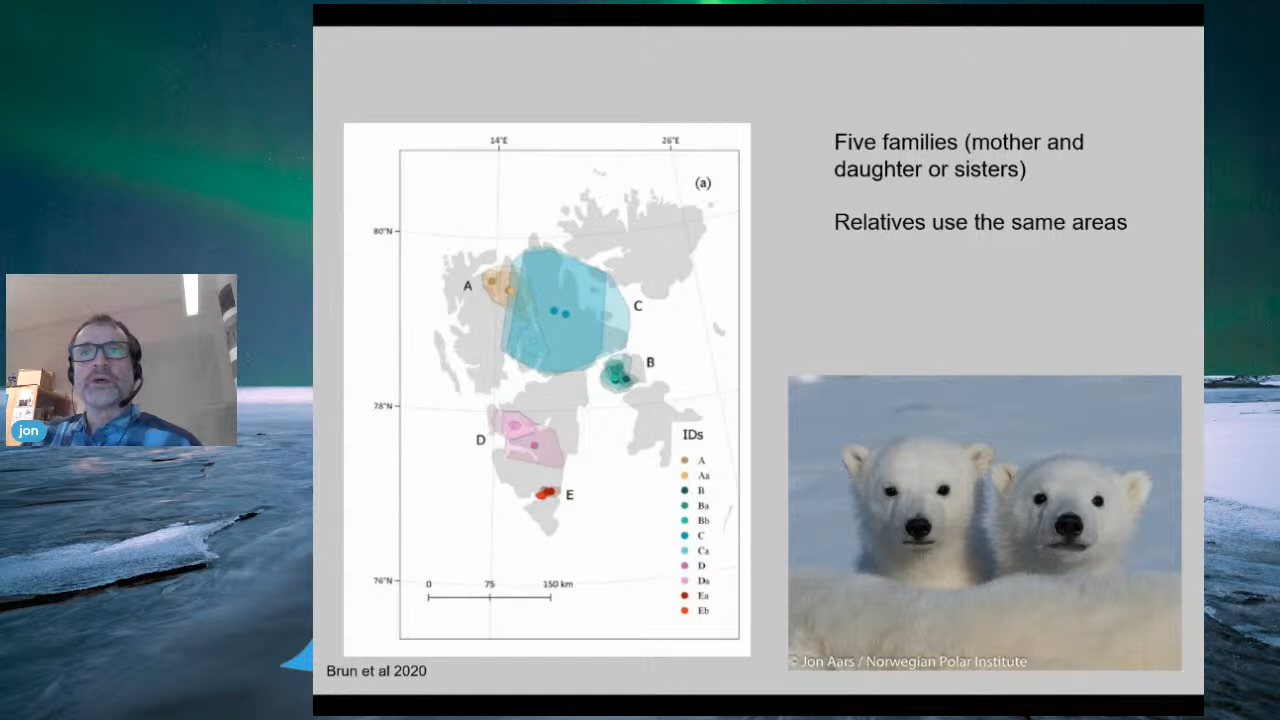 Five families (mother and
daughter or sisters)
Relatives use the same areas
14°E
26°E
(a)
80°N
A
C
B
78°N
D
IDs
A
Aa
E
B
Ba
Bb
C
Ca
D
Da
Ea
Eb
76°N
0 75 150 km
jon
Brun et al 2020
© Jon Aars / Norwegian Polar Institute